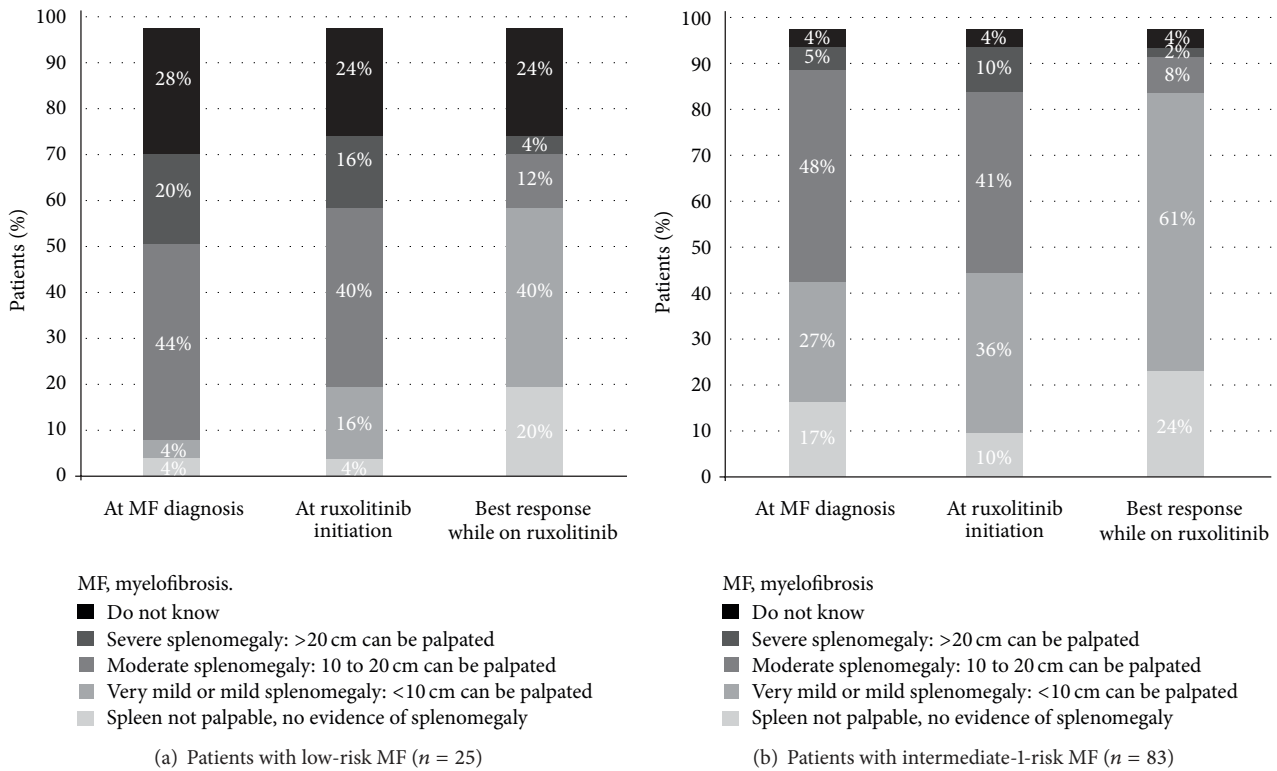 100
90
80
70
60
50
40
30
20
10
0
Patients (%)
28%
20%
44%
4%
4%
24%
16%
40%
16%
4%
24%
4%
12%
40%
20%
At MF diagnosis
At ruxolitinib
initiation
Best response
while on ruxolitinib
MF, myelofibrosis.
Do not know
Severe splenomegaly: >20 cm can be palpated
Moderate splenomegaly: 10 to 20 cm can be palpated
Very mild or mild splenomegaly: <10 cm can be palpated
Spleen not palpable, no evidence of splenomegaly
(a) Patients with low-risk MF (n = 25)
100
90
80
70
60
50
40
30
20
10
0
Patients (%)
4%
5%
48%
27%
17%
4%
10%
41%
36%
10%
4%
2%
8%
61%
24%
At MF diagnosis
At ruxolitinib
initiation
Best response
while on ruxolitinib
MF, myelofibrosis
Do not know
Severe splenomegaly: >20 cm can be palpated
Moderate splenomegaly: 10 to 20 cm can be palpated
Very mild or mild splenomegaly: <10 cm can be palpated
Spleen not palpable, no evidence of splenomegaly
(b) Patients with intermediate-1-risk MF (n = 83)